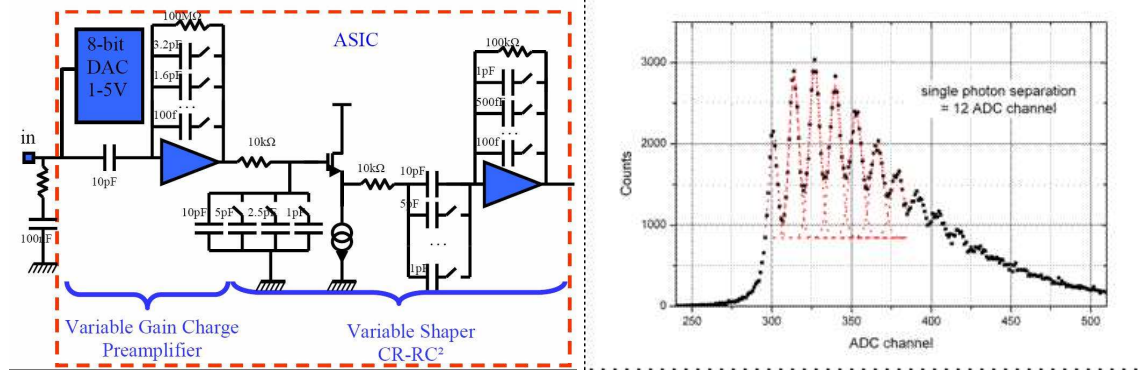 100MΩ
8-bit
DAC
1-5V
3.2pF
1.6pF
...
100f
ASIC
100kΩ
1pF
500fF
...
100f
in
10pF
10kΩ
10kΩ
10pF
5pF
...
1pF
10pF 5pF 2.5pF 1pF
100nF
Variable Gain Charge
Preamplifier
Variable Shaper
CR-RC²
single photon separation
= 12 ADC channel
Counts
3000
2000
1000
0
250 300 350 400 450 500
ADC channel